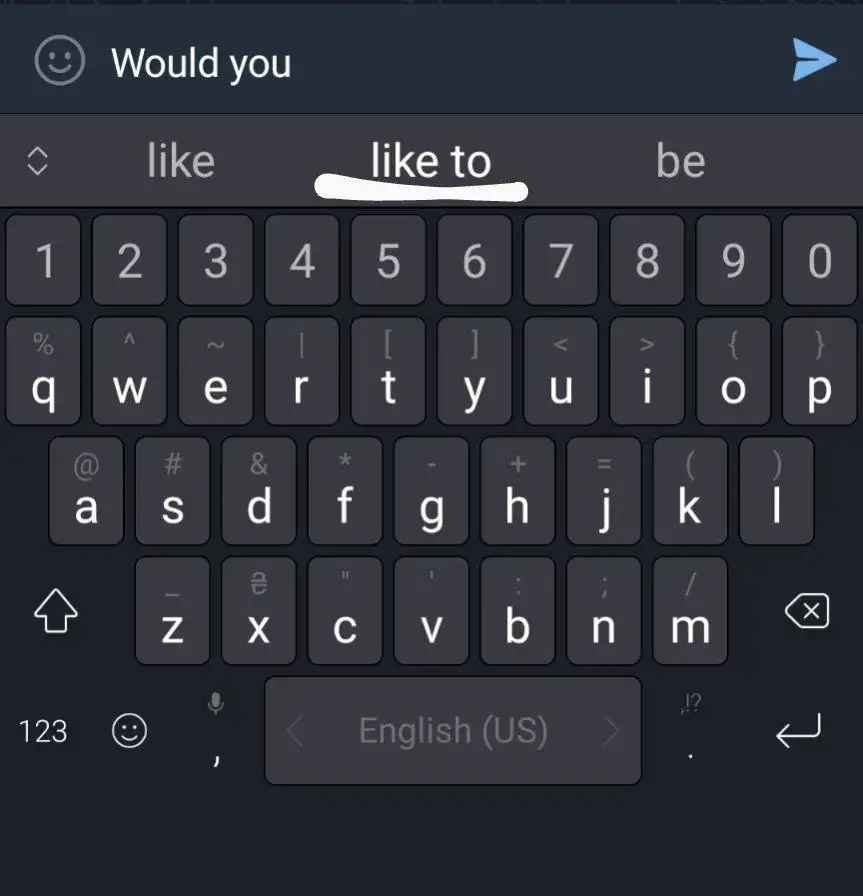 Would you
like like to be
1 2 3 4 5 6 7 8 9 0
% ^ ~ | [ ] < > { }
q w e r t y u i o p
@ # & * - + = ( )
a s d f g h j k l
_ ₴ " ' : ; /
z x c v b n m
,!?
123 , English (US) .